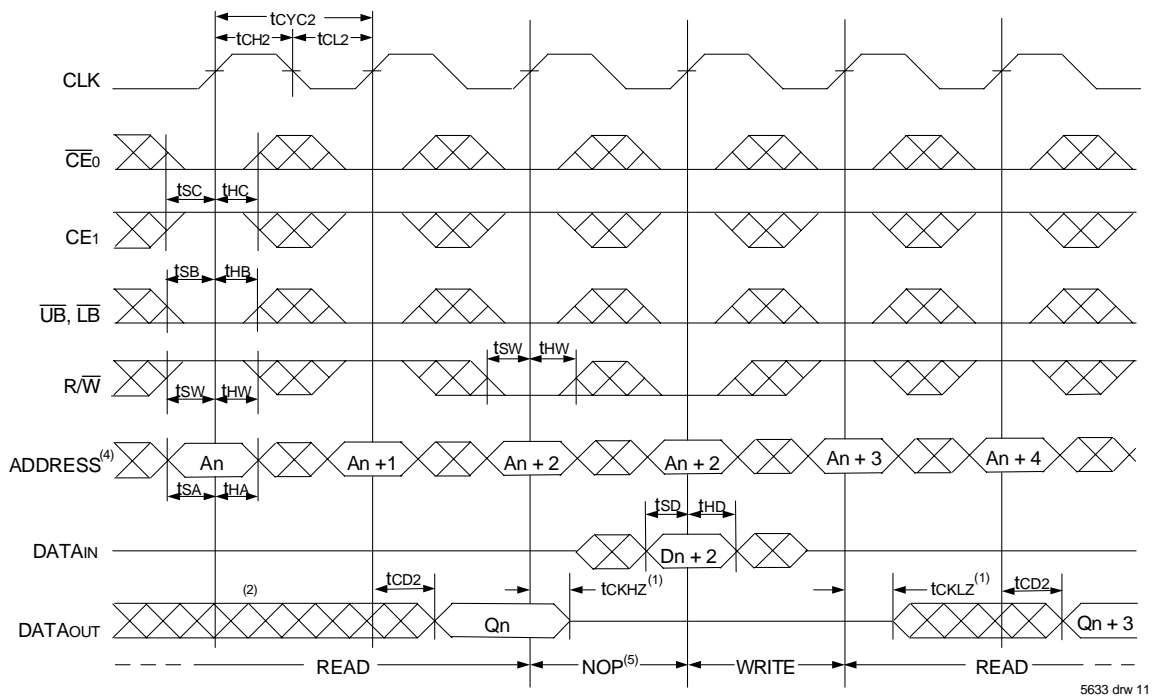 tCYC2
tCH2 tCL2
CLK
CE0
tSC tHC
CE1
tSB tHB
UB, LB
tSW tHW
R/W
tSW tHW
ADDRESS(4) An An +1 An + 2 An + 2 An + 3 An + 4
tSA tHA
tSD tHD
DATAIN Dn + 2
tCD2 tCKHZ(1) tCKLZ(1) tCD2
(2)
DATAOUT Qn Qn + 3
READ NOP(5) WRITE READ
5633 drw 11